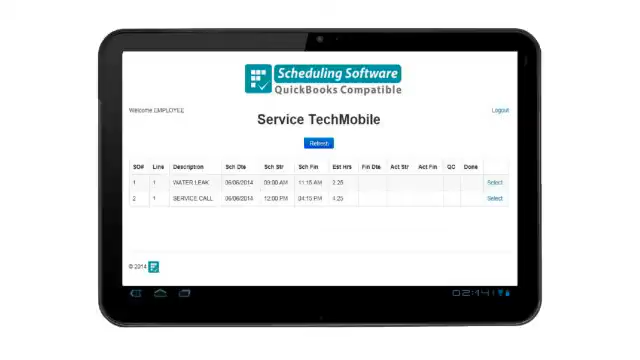 Scheduling Software
QuickBooks Compatible
Welcome EMPLOYEE
Logout
Service TechMobile
Refresh
SO# Line Description Sch Dte Sch Str Sch Fin Est Hrs Fin Dte Act Str Act Fin QC Done
1 1 WATER LEAK 06/06/2014 09:00 AM 11:15 AM 2.25 Select
2 1 SERVICE CALL 06/06/2014 12:00 PM 04:15 PM 4.25 Select
© 2014
02:41